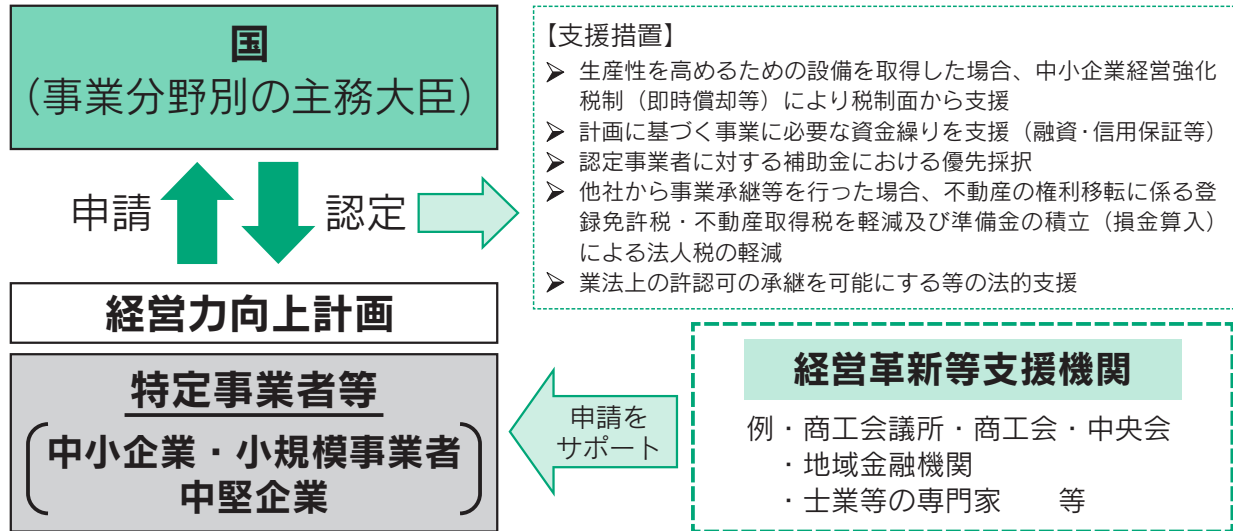 国
（事業分野別の主務大臣）
申請
認定
【支援措置】
➢ 生産性を高めるための設備を取得した場合、中小企業経営強化
税制（即時償却等）により税制面から支援
➢ 計画に基づく事業に必要な資金繰りを支援（融資・信用保証等）
➢ 認定事業者に対する補助金における優先採択
➢ 他社から事業承継等を行った場合、不動産の権利移転に係る登
録免許税・不動産取得税を軽減及び準備金の積立（損金算入）
による法人税の軽減
➢ 業法上の許認可の承継を可能にする等の法的支援
経営力向上計画
特定事業者等
中小企業・小規模事業者
中堅企業
申請を
サポート
経営革新等支援機関
例・商工会議所・商工会・中央会
・地域金融機関
・士業等の専門家　　等